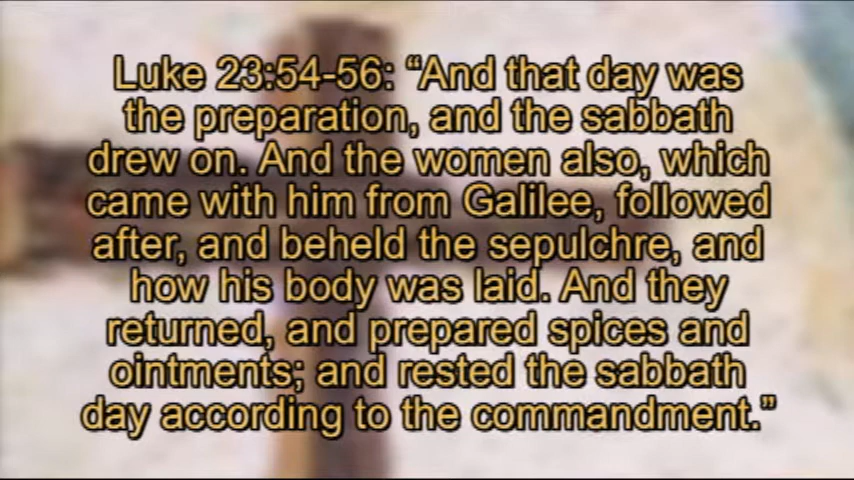 Luke 23:54-56: “And that day was
the preparation, and the sabbath
drew on. And the women also, which
came with him from Galilee, followed
after, and beheld the sepulchre, and
how his body was laid. And they
returned, and prepared spices and
ointments; and rested the sabbath
day according to the commandment.”